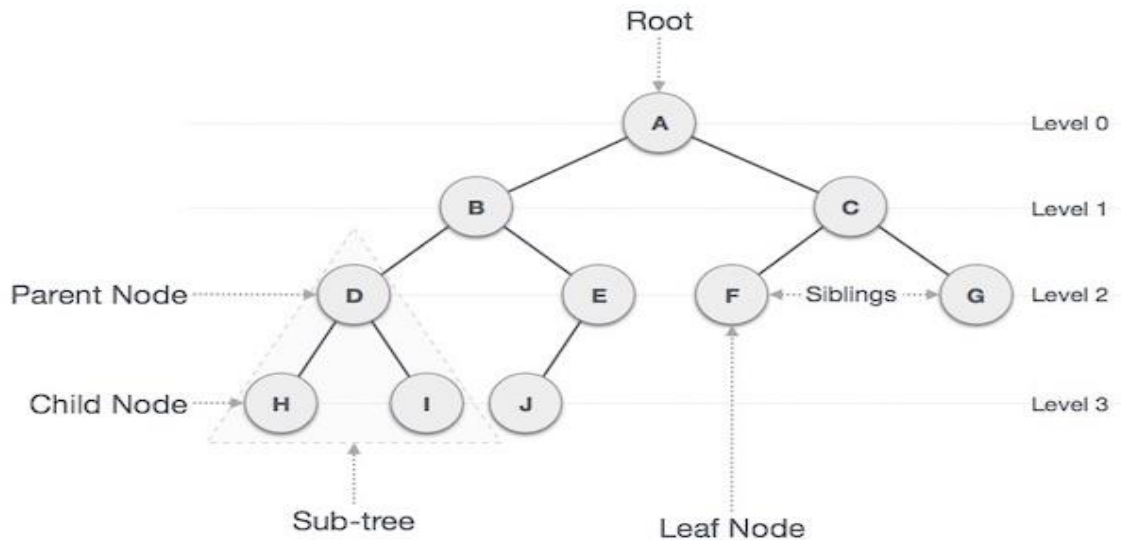 Root
A
Level 0
B
C
Level 1
Parent Node
D
E
F
Siblings
G
Level 2
Child Node
H
I
J
Level 3
Sub-tree
Leaf Node